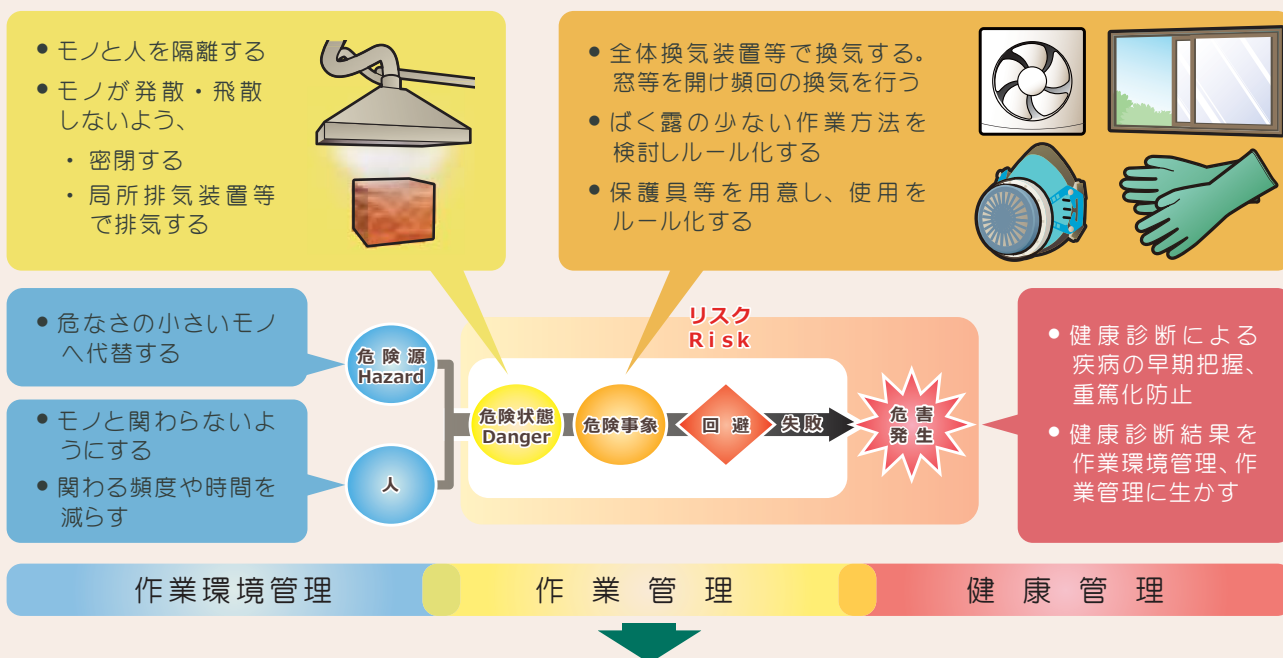 ● モノと人を隔離する
● モノが発散・飛散
しないよう、
・ 密閉する
・ 局所排気装置等
で排気する
● 全体換気装置等で換気する。
窓等を開け頻回の換気を行う
● ばく露の少ない作業方法を
検討しルール化する
● 保護具等を用意し、使用を
ルール化する
● 危なさの小さいモノ
へ代替する
● モノと関わらないよ
うにする
● 関わる頻度や時間を
減らす
危険源
Hazard
人
リスク
Risk
危険状態
Danger
危険事象
回避
失敗
危害
発生
● 健康診断による
疾病の早期把握、
重篤化防止
● 健康診断結果を
作業環境管理、作
業管理に生かす
作業環境管理
作業管理
健康管理